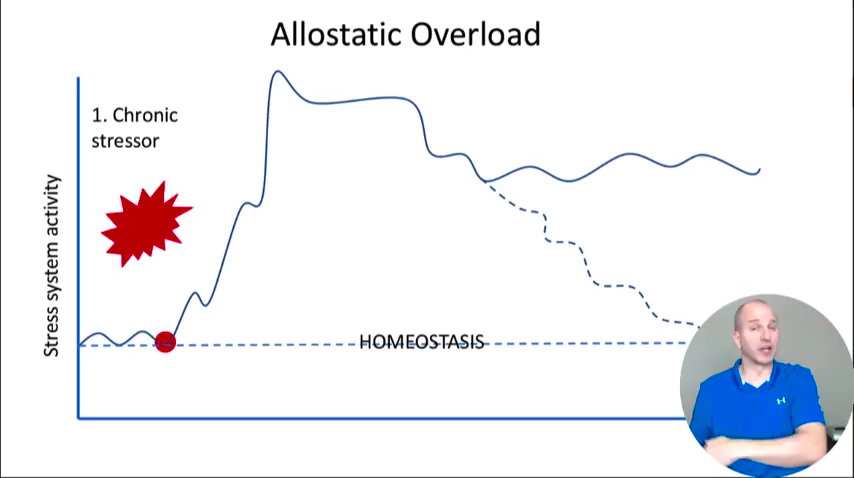 Allostatic Overload
1. Chronic
stressor
Stress system activity
HOMEOSTASIS